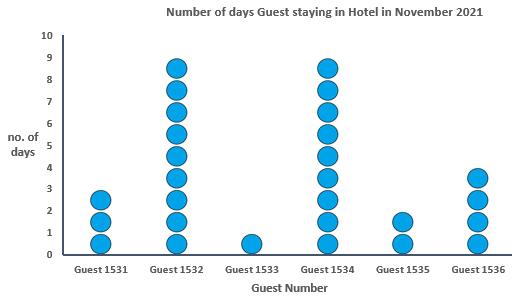 Number of days Guest staying in Hotel in November 2021
10
9
8
7
6
5
4
3
2
1
0
no. of
days
Guest 1531 Guest 1532 Guest 1533 Guest 1534 Guest 1535 Guest 1536
Guest Number